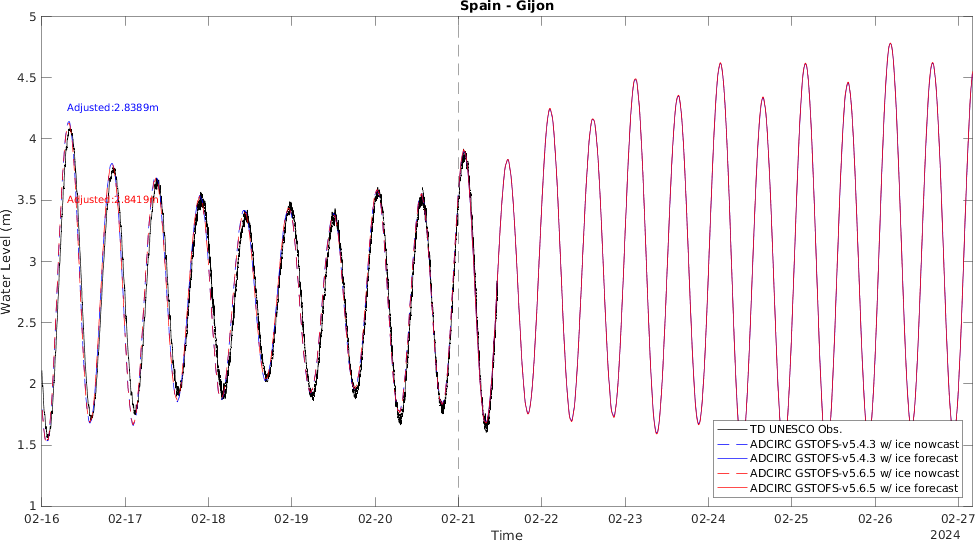 Spain - Gijon
5
4.5
4
3.5
3
2.5
2
1.5
1
Water Level (m)
Adjusted:2.8389m
Adjusted:2.8419m
TD UNESCO Obs.
ADCIRC GSTOFS-v5.4.3 w/ ice nowcast
ADCIRC GSTOFS-v5.4.3 w/ ice forecast
ADCIRC GSTOFS-v5.6.5 w/ ice nowcast
ADCIRC GSTOFS-v5.6.5 w/ ice forecast
02-16 02-17 02-18 02-19 02-20 02-21 02-22 02-23 02-24 02-25 02-26 02-27
Time
2024